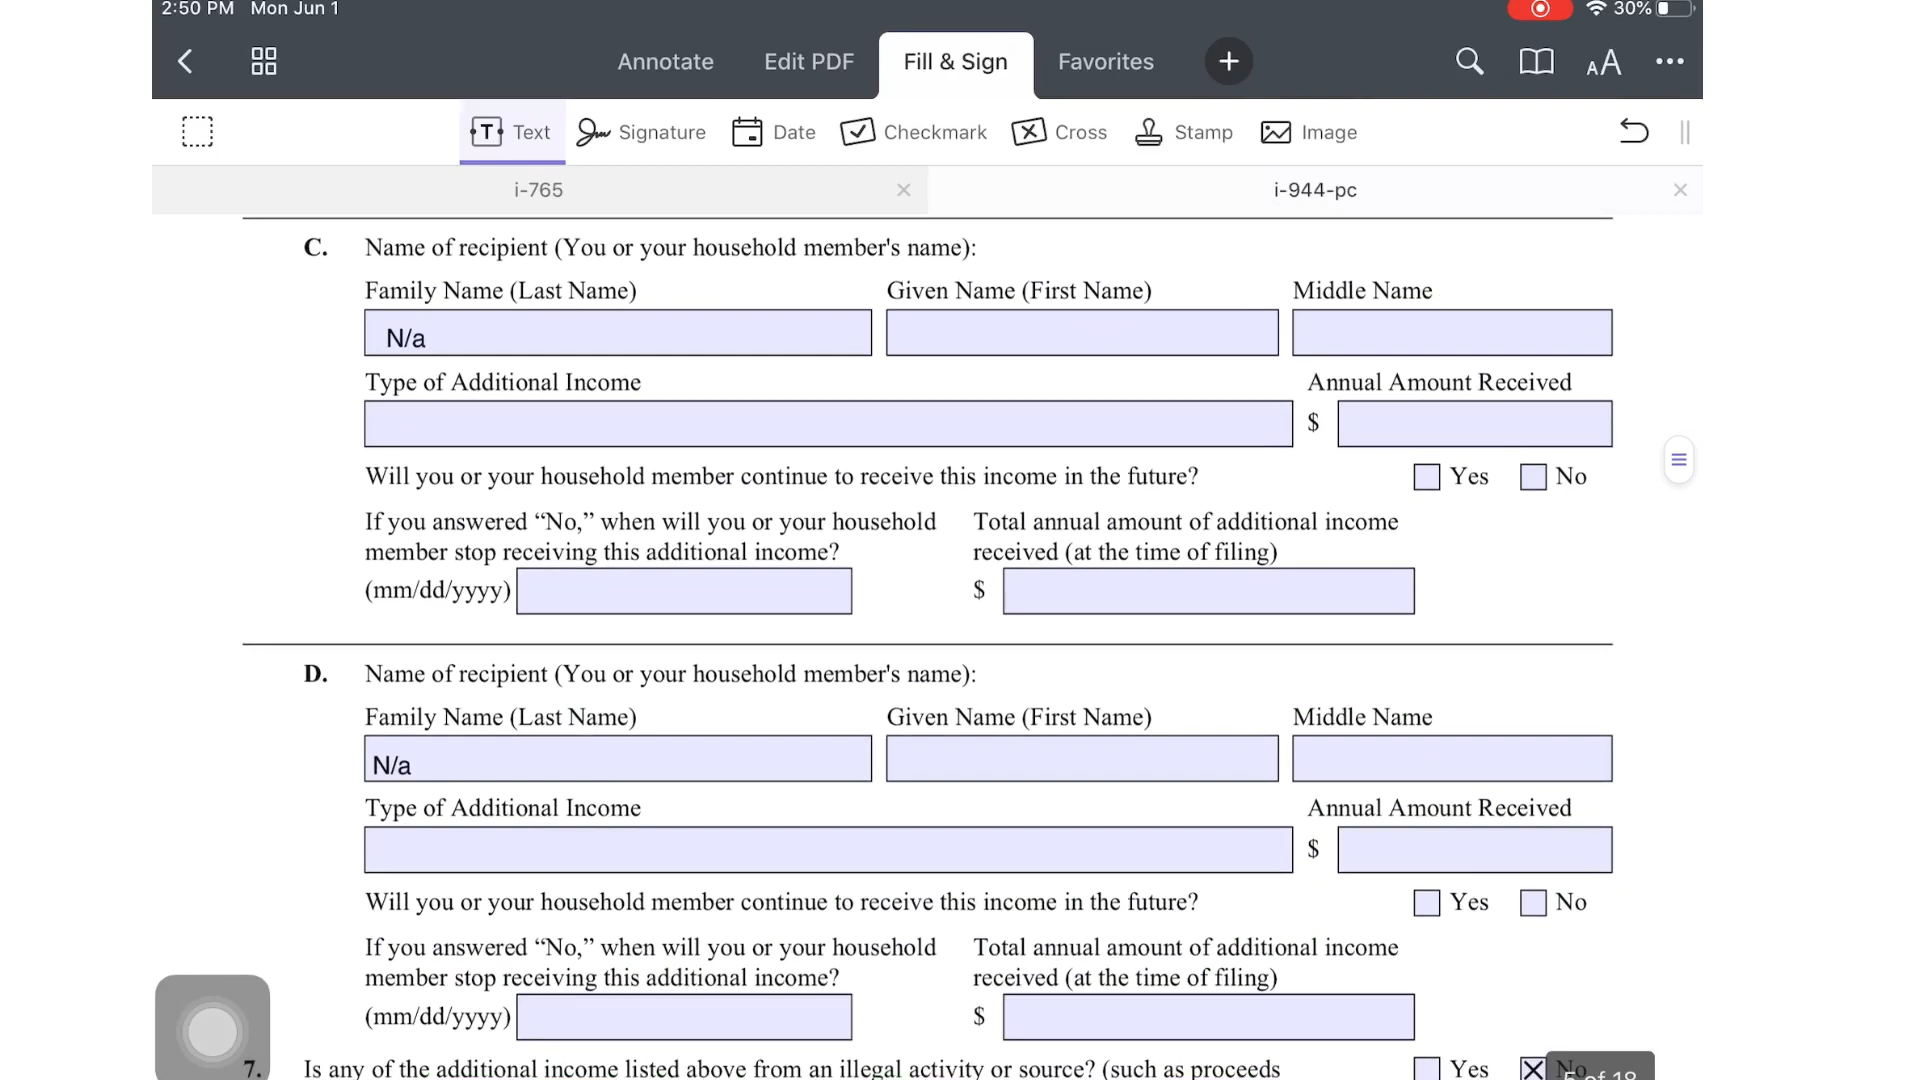 2:50 PM Mon Jun 1
30%
Annotate Edit PDF Fill & Sign Favorites
AA
Text Signature Date Checkmark Cross Stamp Image
i-765 i-944-pc
C. Name of recipient (You or your household member's name):
Family Name (Last Name) Given Name (First Name) Middle Name
N/a
Type of Additional Income Annual Amount Received
$
Will you or your household member continue to receive this income in the future? Yes No
If you answered “No,” when will you or your household Total annual amount of additional income
member stop receiving this additional income? received (at the time of filing)
(mm/dd/yyyy) $
D. Name of recipient (You or your household member's name):
Family Name (Last Name) Given Name (First Name) Middle Name
N/a
Type of Additional Income Annual Amount Received
$
Will you or your household member continue to receive this income in the future? Yes No
If you answered “No,” when will you or your household Total annual amount of additional income
member stop receiving this additional income? received (at the time of filing)
(mm/dd/yyyy) $
7. Is any of the additional income listed above from an illegal activity or source? (such as proceeds Yes No
5 of 18